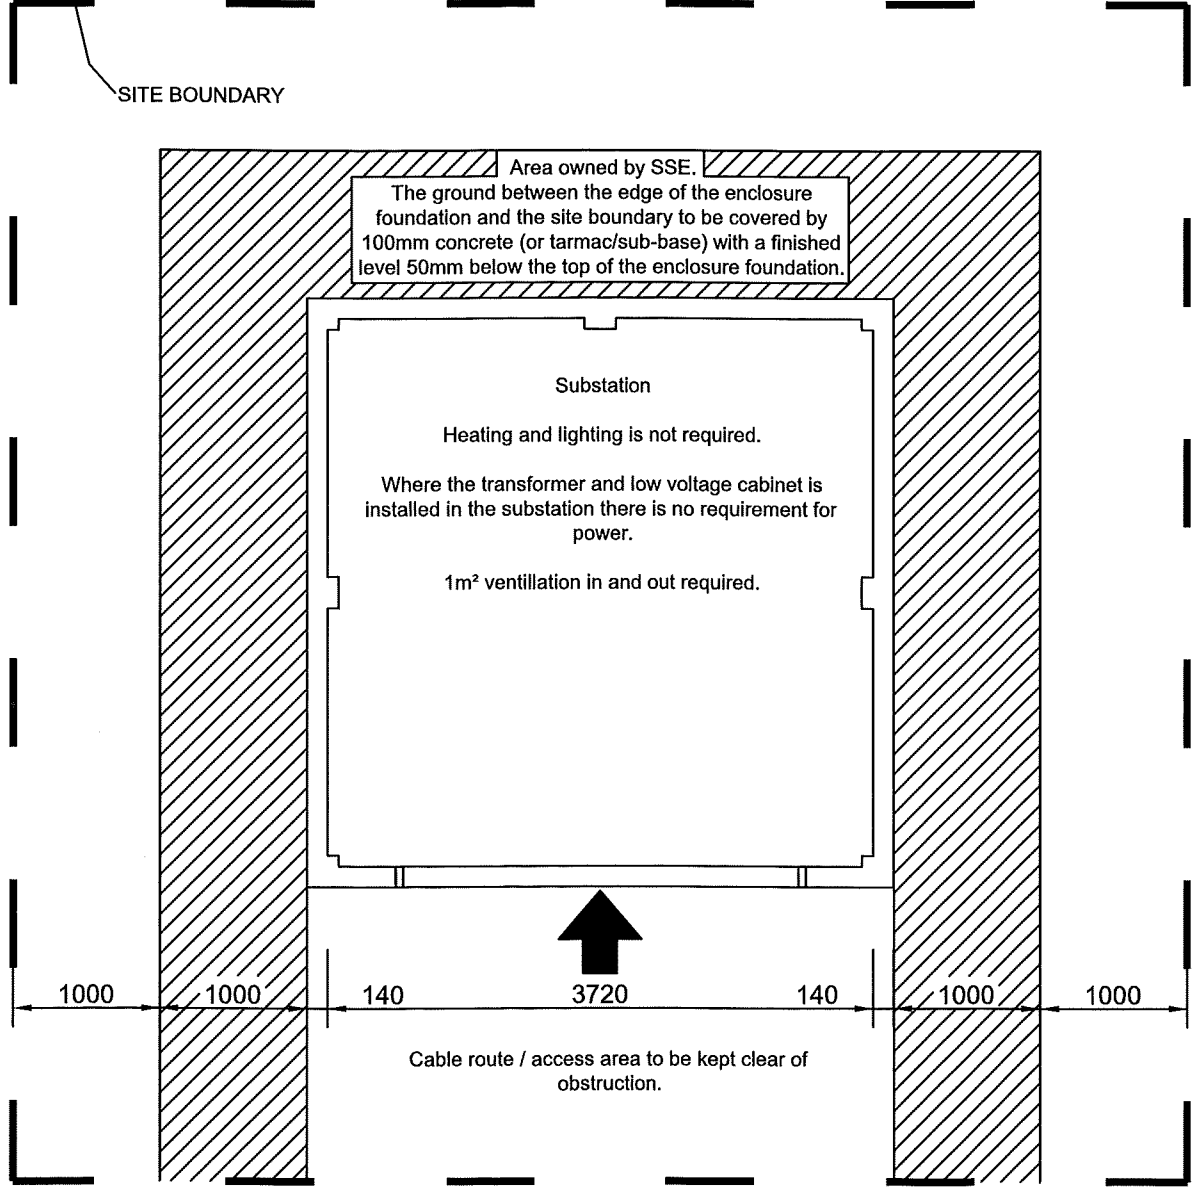 SITE BOUNDARY
Area owned by SSE.
The ground between the edge of the enclosure
foundation and the site boundary to be covered by
100mm concrete (or tarmac/sub-base) with a finished
level 50mm below the top of the enclosure foundation.
Substation
Heating and lighting is not required.
Where the transformer and low voltage cabinet is
installed in the substation there is no requirement for
power.
1m² ventillation in and out required.
1000 1000 140 3720 140 1000 1000
Cable route / access area to be kept clear of
obstruction.